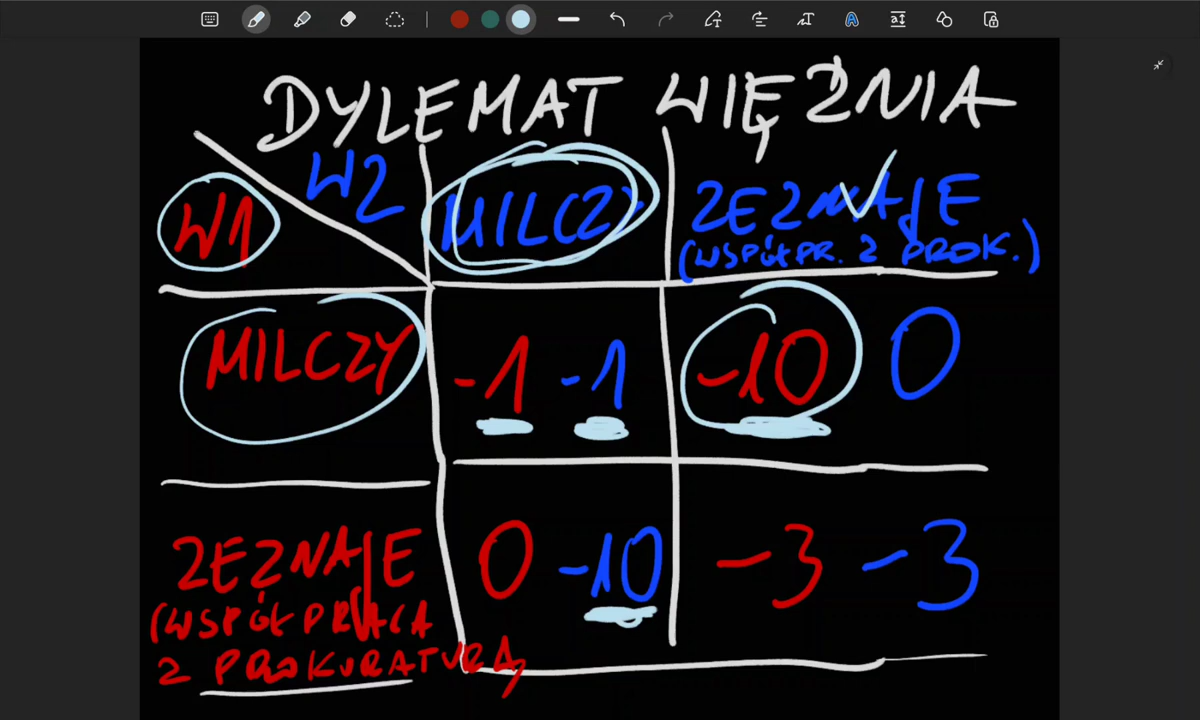 DYLEMAT WIĘŹNIA
W1 W2 MILCZY ZEZNAJE
(WSPÓŁPR. Z PROK.)
MILCZY -1 -1 -10 0
ZEZNAJE 0 -10 -3 -3
(WSPÓŁPRACA
Z PROKURATURĄ